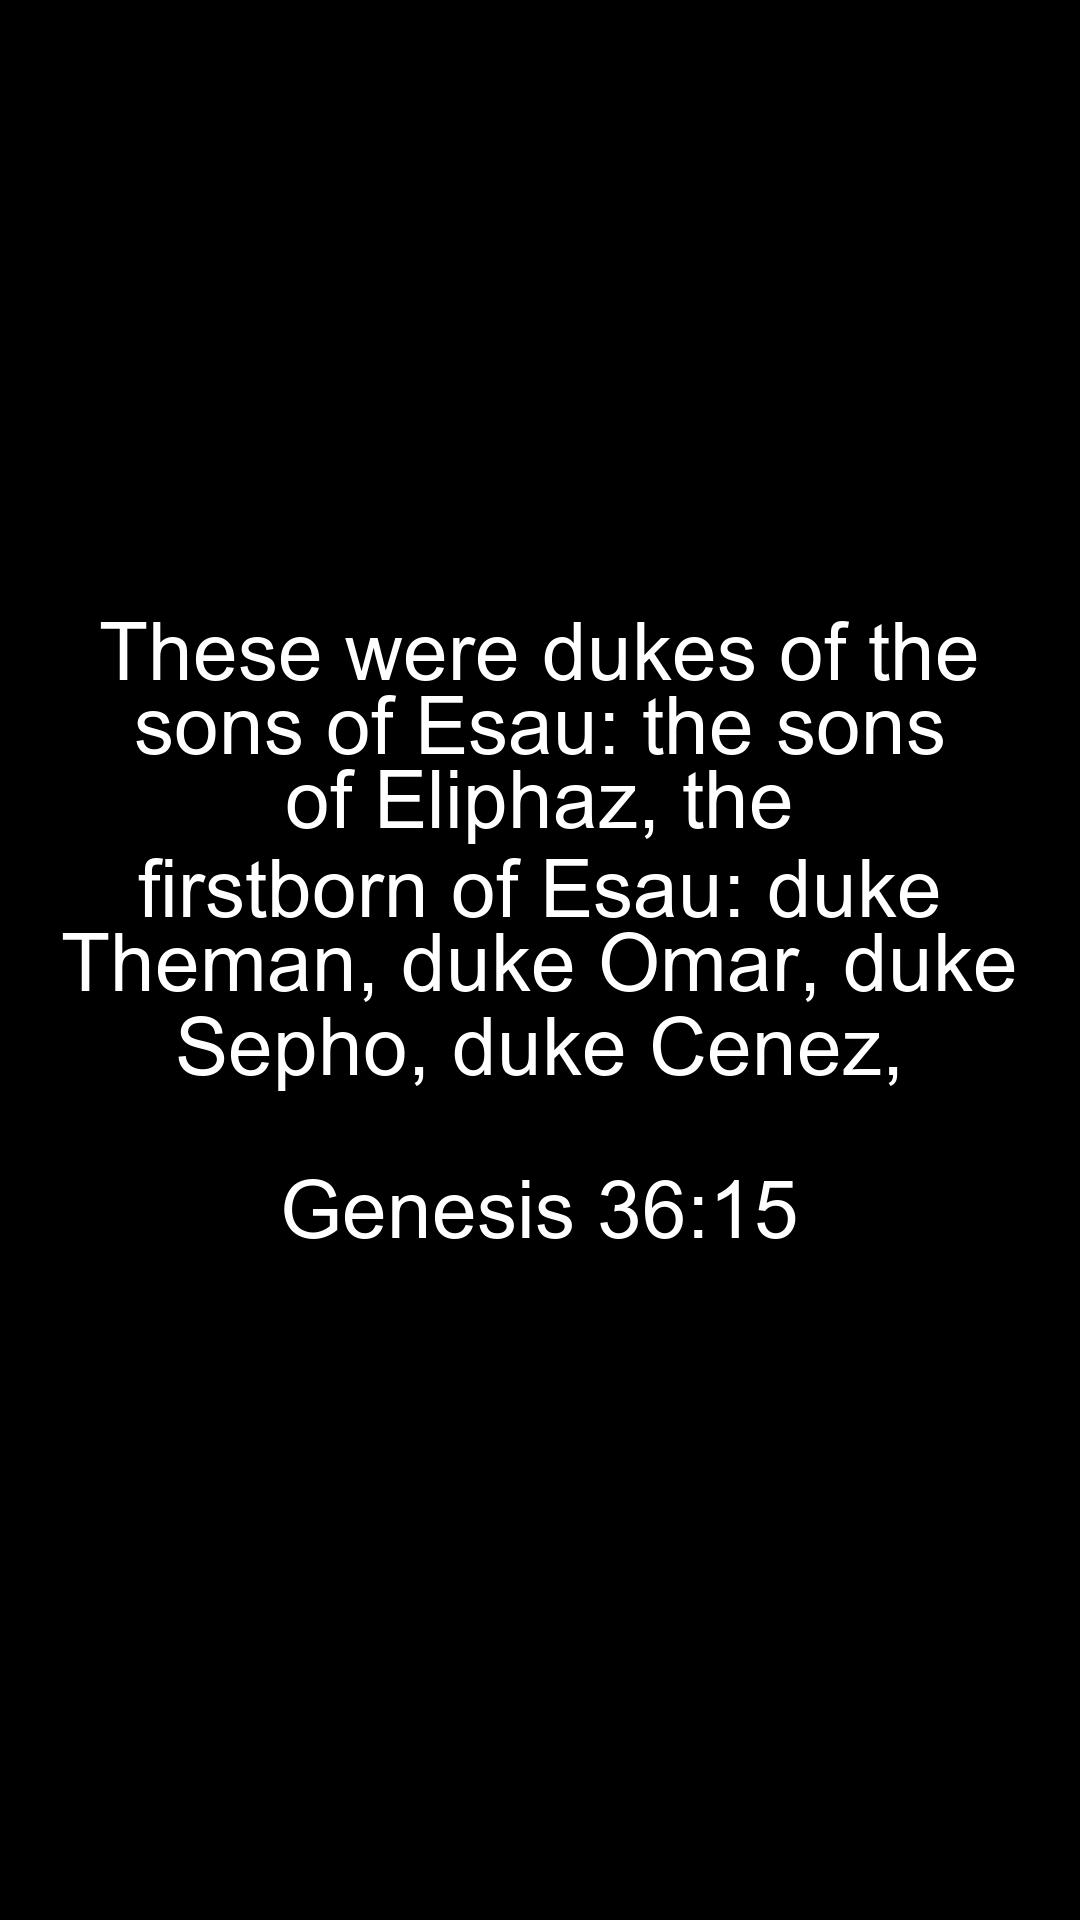 These were dukes of the
sons of Esau: the sons
of Eliphaz, the
firstborn of Esau: duke
Theman, duke Omar, duke
Sepho, duke Cenez,
Genesis 36:15